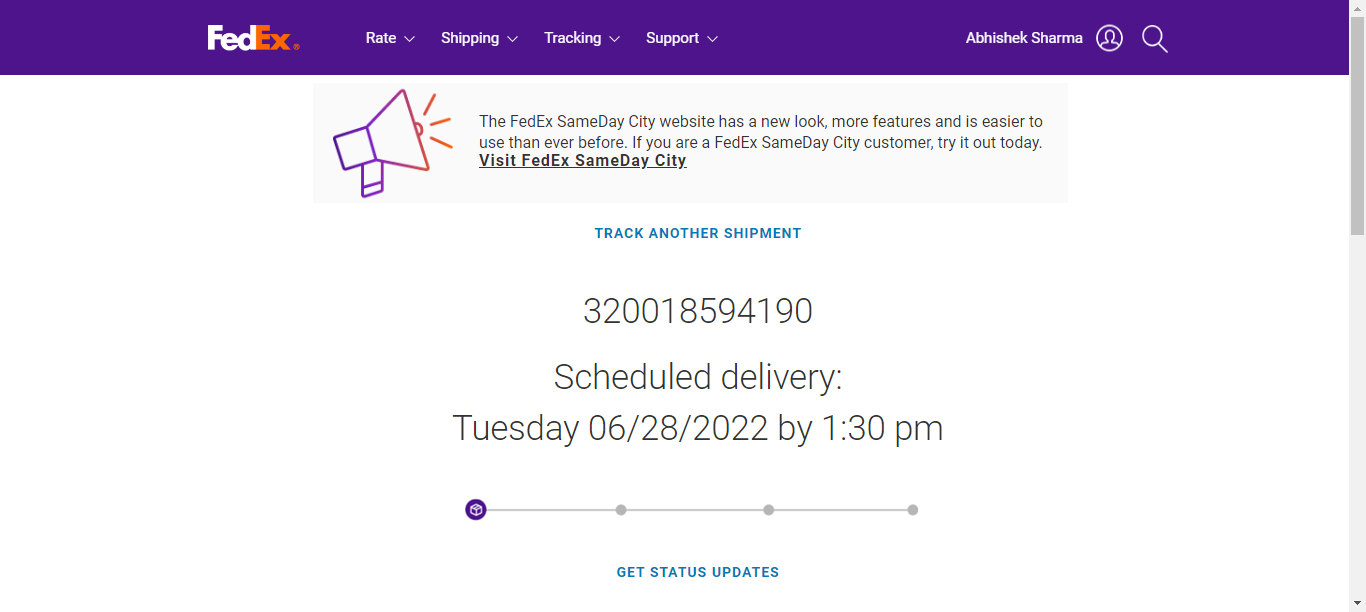 FedEx®
Rate
Shipping
Tracking
Support
Abhishek Sharma
The FedEx SameDay City website has a new look, more features and is easier to
use than ever before. If you are a FedEx SameDay City customer, try it out today.
Visit FedEx SameDay City
TRACK ANOTHER SHIPMENT
320018594190
Scheduled delivery:
Tuesday 06/28/2022 by 1:30 pm
GET STATUS UPDATES